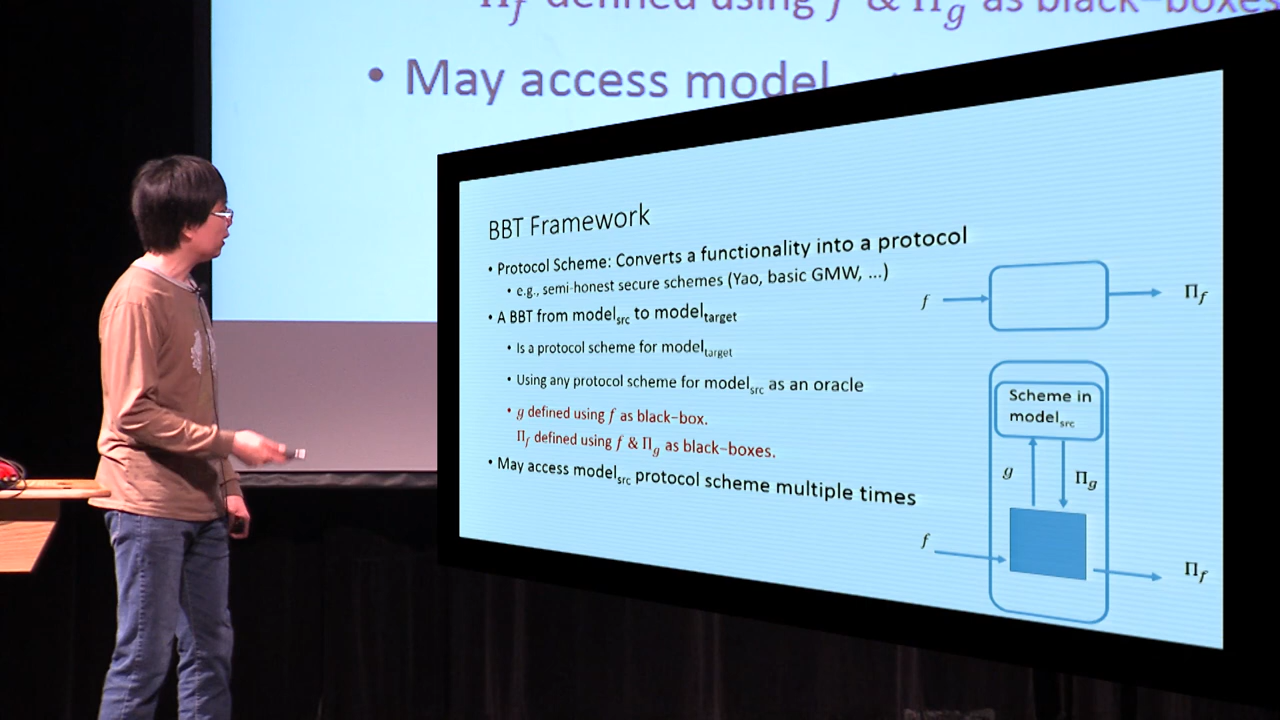 Π_f defined using f & Π_g as black-boxes
• May access model
BBT Framework
• Protocol Scheme: Converts a functionality into a protocol
• e.g., semi-honest secure schemes (Yao, basic GMW, ...)
• A BBT from model_src to model_target
• Is a protocol scheme for model_target
• Using any protocol scheme for model_src as an oracle
• g defined using f as black-box.
Π_f defined using f & Π_g as black-boxes.
• May access model_src protocol scheme multiple times
f
Π_f
Scheme in
model_src
g
Π_g
f
Π_f